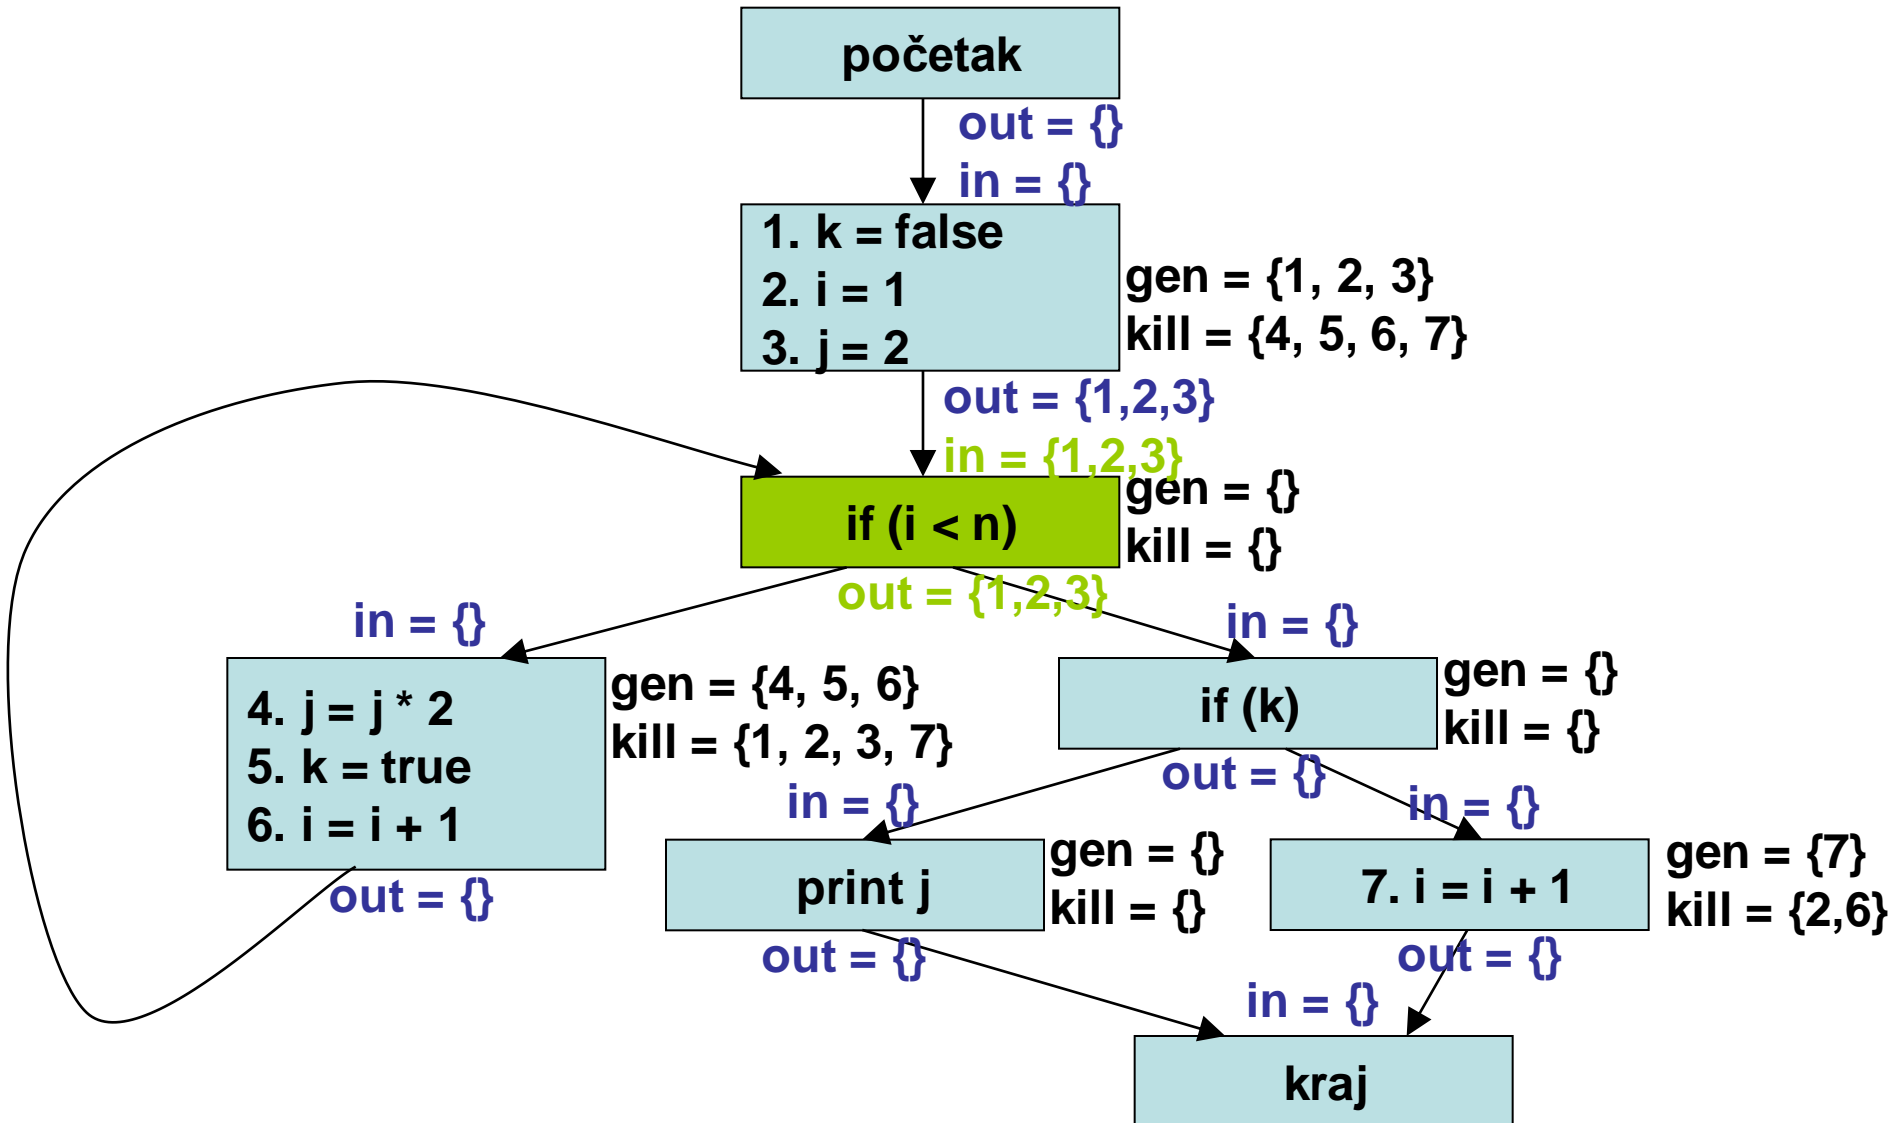 početak
out = {}
in = {}
1. k = false
2. i = 1
3. j = 2
gen = {1, 2, 3}
kill = {4, 5, 6, 7}
out = {1,2,3}
in = {1,2,3}
if (i < n)
gen = {}
kill = {}
out = {1,2,3}
in = {}
4. j = j * 2
5. k = true
6. i = i + 1
gen = {4, 5, 6}
kill = {1, 2, 3, 7}
out = {}
in = {}
if (k)
gen = {}
kill = {}
out = {}
in = {}
print j
gen = {}
kill = {}
out = {}
in = {}
7. i = i + 1
gen = {7}
kill = {2,6}
out = {}
in = {}
kraj